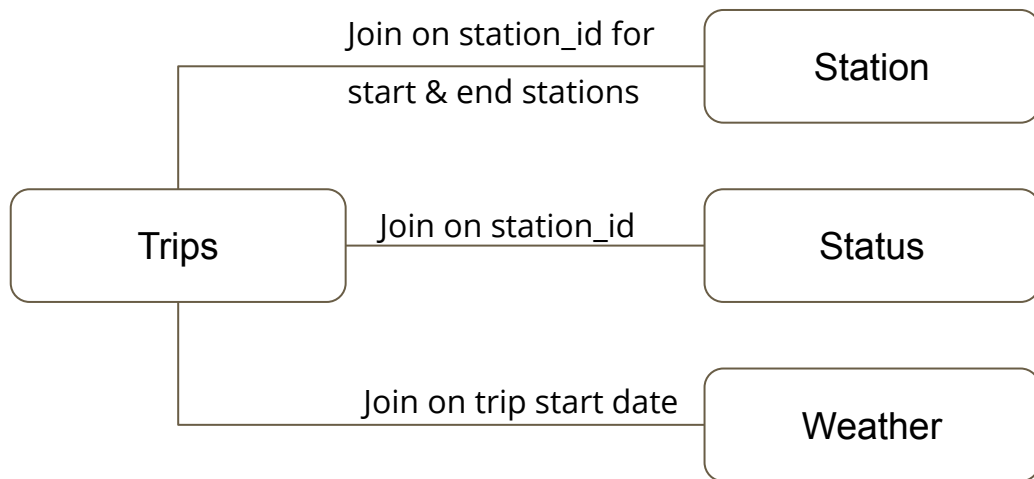 Join on station_id for
start & end stations
Station
Trips
Join on station_id
Status
Join on trip start date
Weather